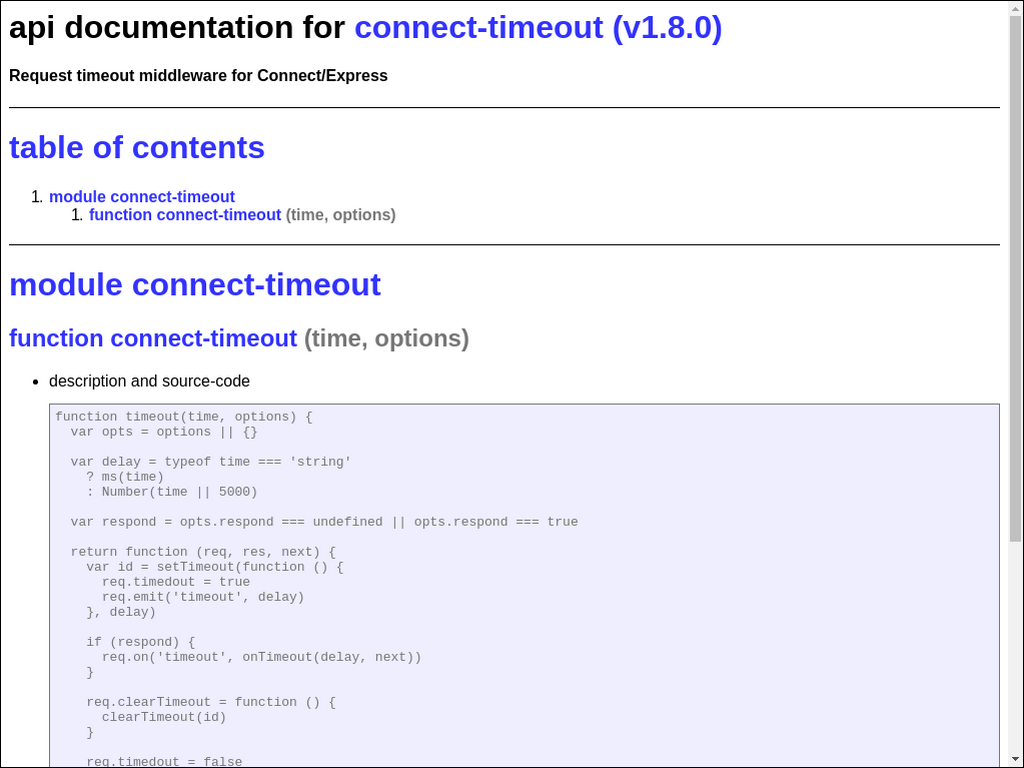 api documentation for connect-timeout (v1.8.0)
Request timeout middleware for Connect/Express
table of contents
1. module connect-timeout
1. function connect-timeout (time, options)
module connect-timeout
function connect-timeout (time, options)
• description and source-code
function timeout(time, options) {
  var opts = options || {}
  var delay = typeof time === 'string'
    ? ms(time)
    : Number(time || 5000)
  var respond = opts.respond === undefined || opts.respond === true
  return function (req, res, next) {
    var id = setTimeout(function () {
      req.timedout = true
      req.emit('timeout', delay)
    }, delay)
    if (respond) {
      req.on('timeout', onTimeout(delay, next))
    }
    req.clearTimeout = function () {
      clearTimeout(id)
    }
    req.timedout = false